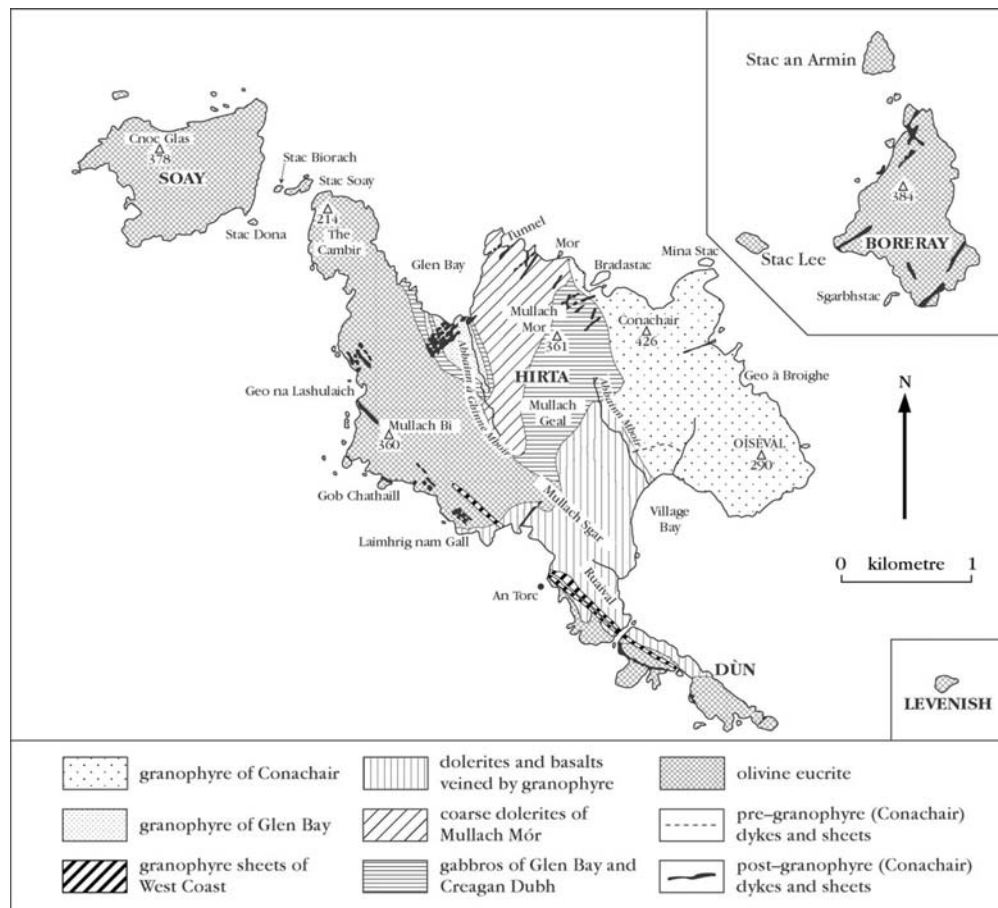 Stac an Armin
384
BORERAY
Stac Lee
Sgarbhstac
Cnoc Glas
378
SOAY
Stac Biorach
Stac Soay
Stac Dona
214
The
Cambir
Glen Bay
Tunnel
Mor
Bradastac
Mina Stac
Mullach
Mor
361
Conachair
426
HIRTA
Geo à Broighe
Geo na Lashulaich
Mullach Bi
360
Mullach
Geal
OISEVAL
290
Gob Chathaill
Mullach Sgar
Village
Bay
Laimhrig nam Gall
Ruaival
An Torc
DÙN
N
0 kilometre 1
LEVENISH
granophyre of Conachair
granophyre of Glen Bay
granophyre sheets of
West Coast
dolerites and basalts
veined by granophyre
coarse dolerites of
Mullach Mór
gabbros of Glen Bay and
Creagan Dubh
olivine eucrite
pre–granophyre (Conachair)
dykes and sheets
post–granophyre (Conachair)
dykes and sheets